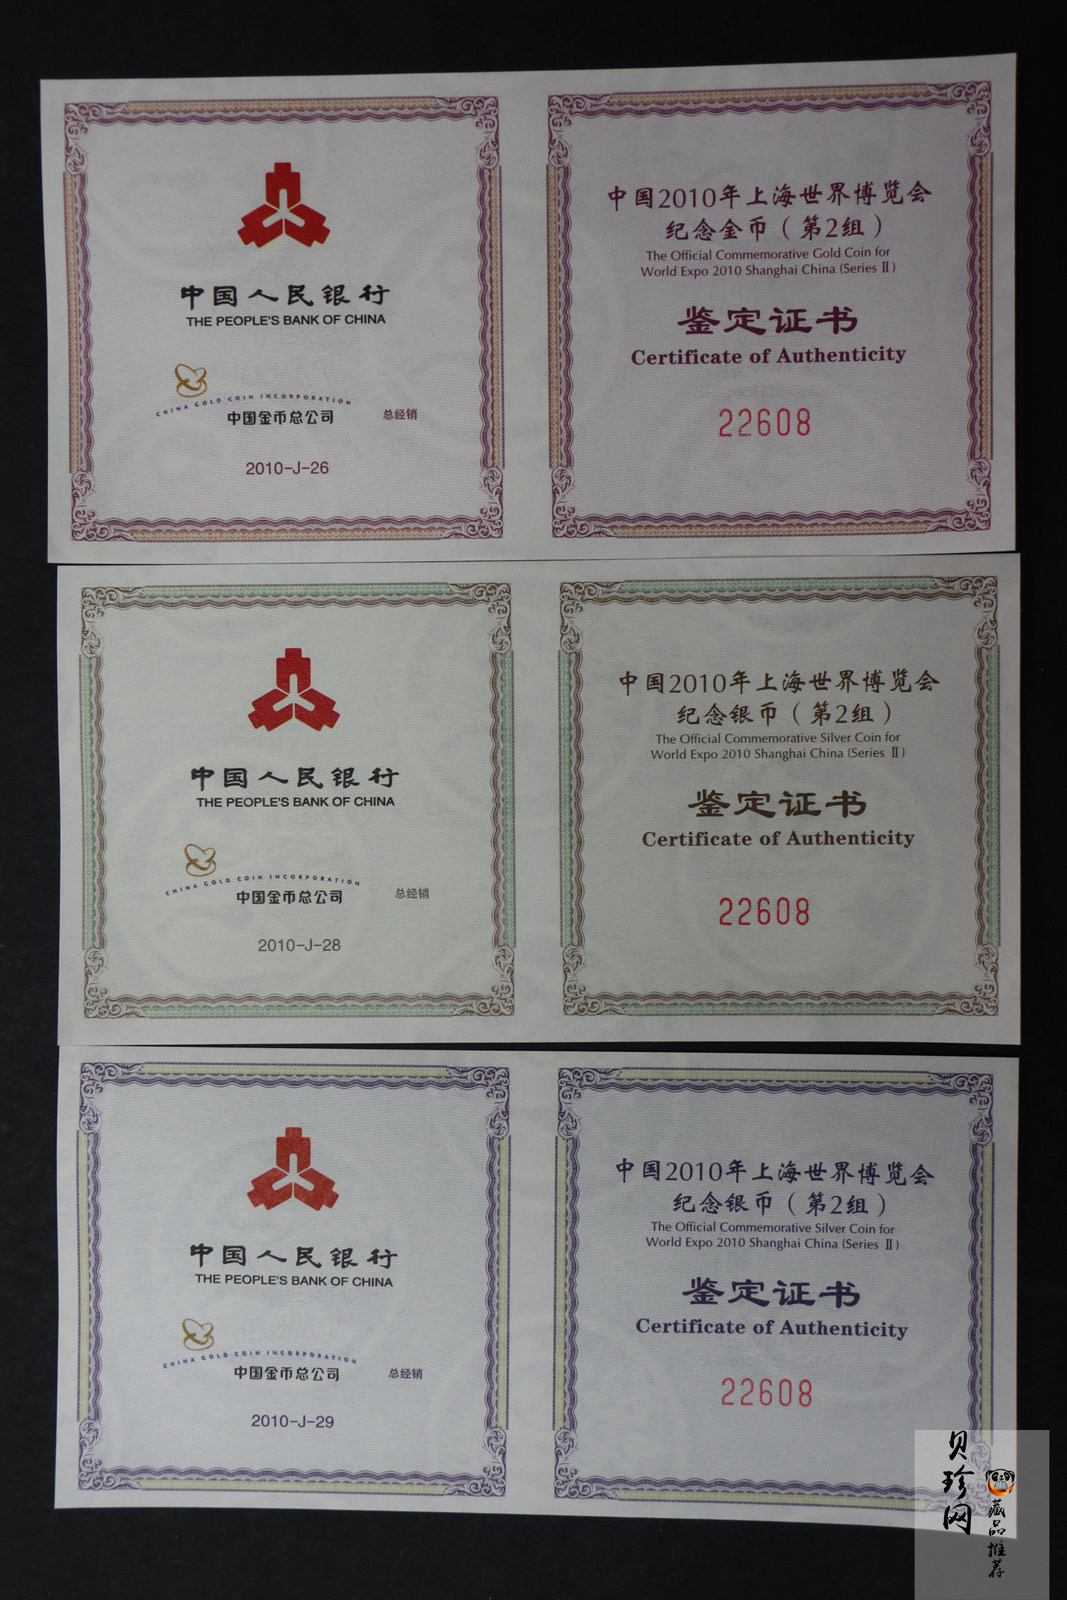 中国人民银行
THE PEOPLE'S BANK OF CHINA
CHINA GOLD COIN INCORPORATION
中国金币总公司 总经销
2010-J-26
中国2010年上海世界博览会
纪念金币（第2组）
The Official Commemorative Gold Coin for
World Expo 2010 Shanghai China (Series Ⅱ)
鉴定证书
Certificate of Authenticity
22608
中国人民银行
THE PEOPLE'S BANK OF CHINA
CHINA GOLD COIN INCORPORATION
中国金币总公司 总经销
2010-J-28
中国2010年上海世界博览会
纪念银币（第2组）
The Official Commemorative Silver Coin for
World Expo 2010 Shanghai China (Series Ⅱ)
鉴定证书
Certificate of Authenticity
22608
中国人民银行
THE PEOPLE'S BANK OF CHINA
CHINA GOLD COIN INCORPORATION
中国金币总公司 总经销
2010-J-29
中国2010年上海世界博览会
纪念银币（第2组）
The Official Commemorative Silver Coin for
World Expo 2010 Shanghai China (Series Ⅱ)
鉴定证书
Certificate of Authenticity
22608
贝珍网
藏品推荐